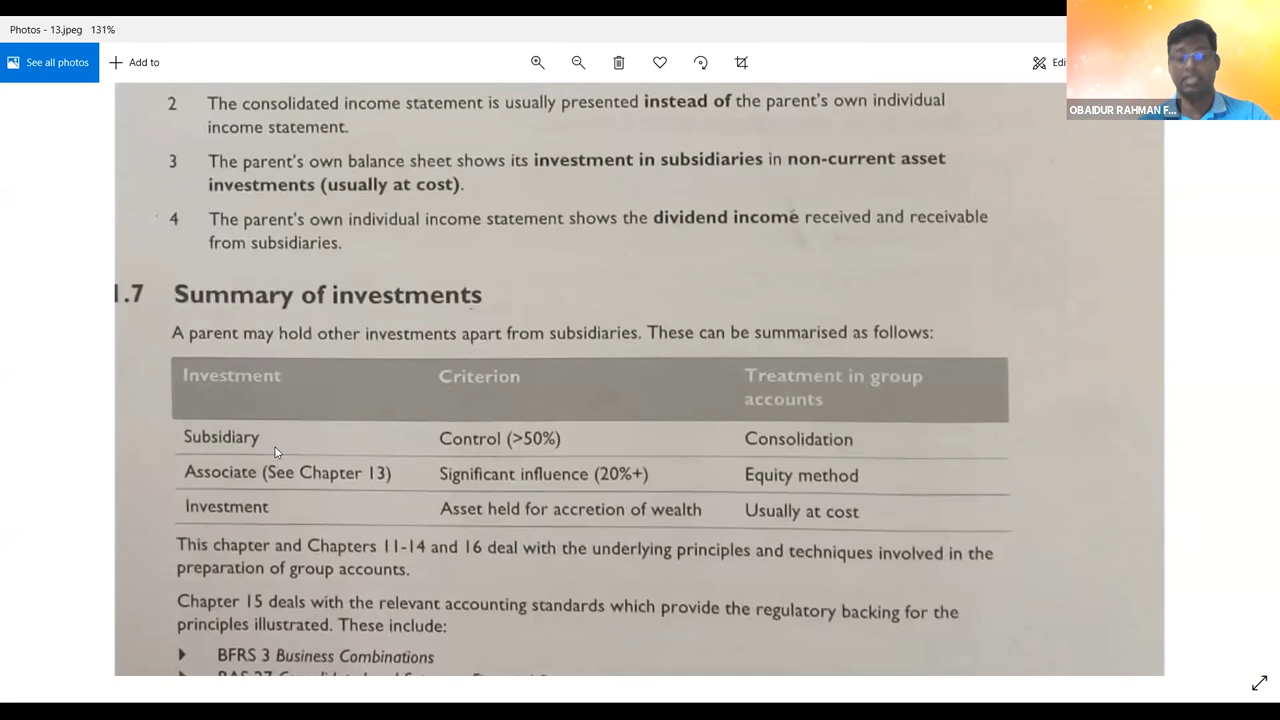 Photos - 13.jpeg 131%
See all photos
Add to
OBAIDUR RAHMAN F...
2 The consolidated income statement is usually presented instead of the parent's own individual
income statement.
3 The parent's own balance sheet shows its investment in subsidiaries in non-current asset
investments (usually at cost).
4 The parent's own individual income statement shows the dividend income received and receivable
from subsidiaries.
1.7 Summary of investments
A parent may hold other investments apart from subsidiaries. These can be summarised as follows:
Investment Criterion Treatment in group
accounts
Subsidiary Control (>50%) Consolidation
Associate (See Chapter 13) Significant influence (20%+) Equity method
Investment Asset held for accretion of wealth Usually at cost
This chapter and Chapters 11-14 and 16 deal with the underlying principles and techniques involved in the
preparation of group accounts.
Chapter 15 deals with the relevant accounting standards which provide the regulatory backing for the
principles illustrated. These include:
BFRS 3 Business Combinations